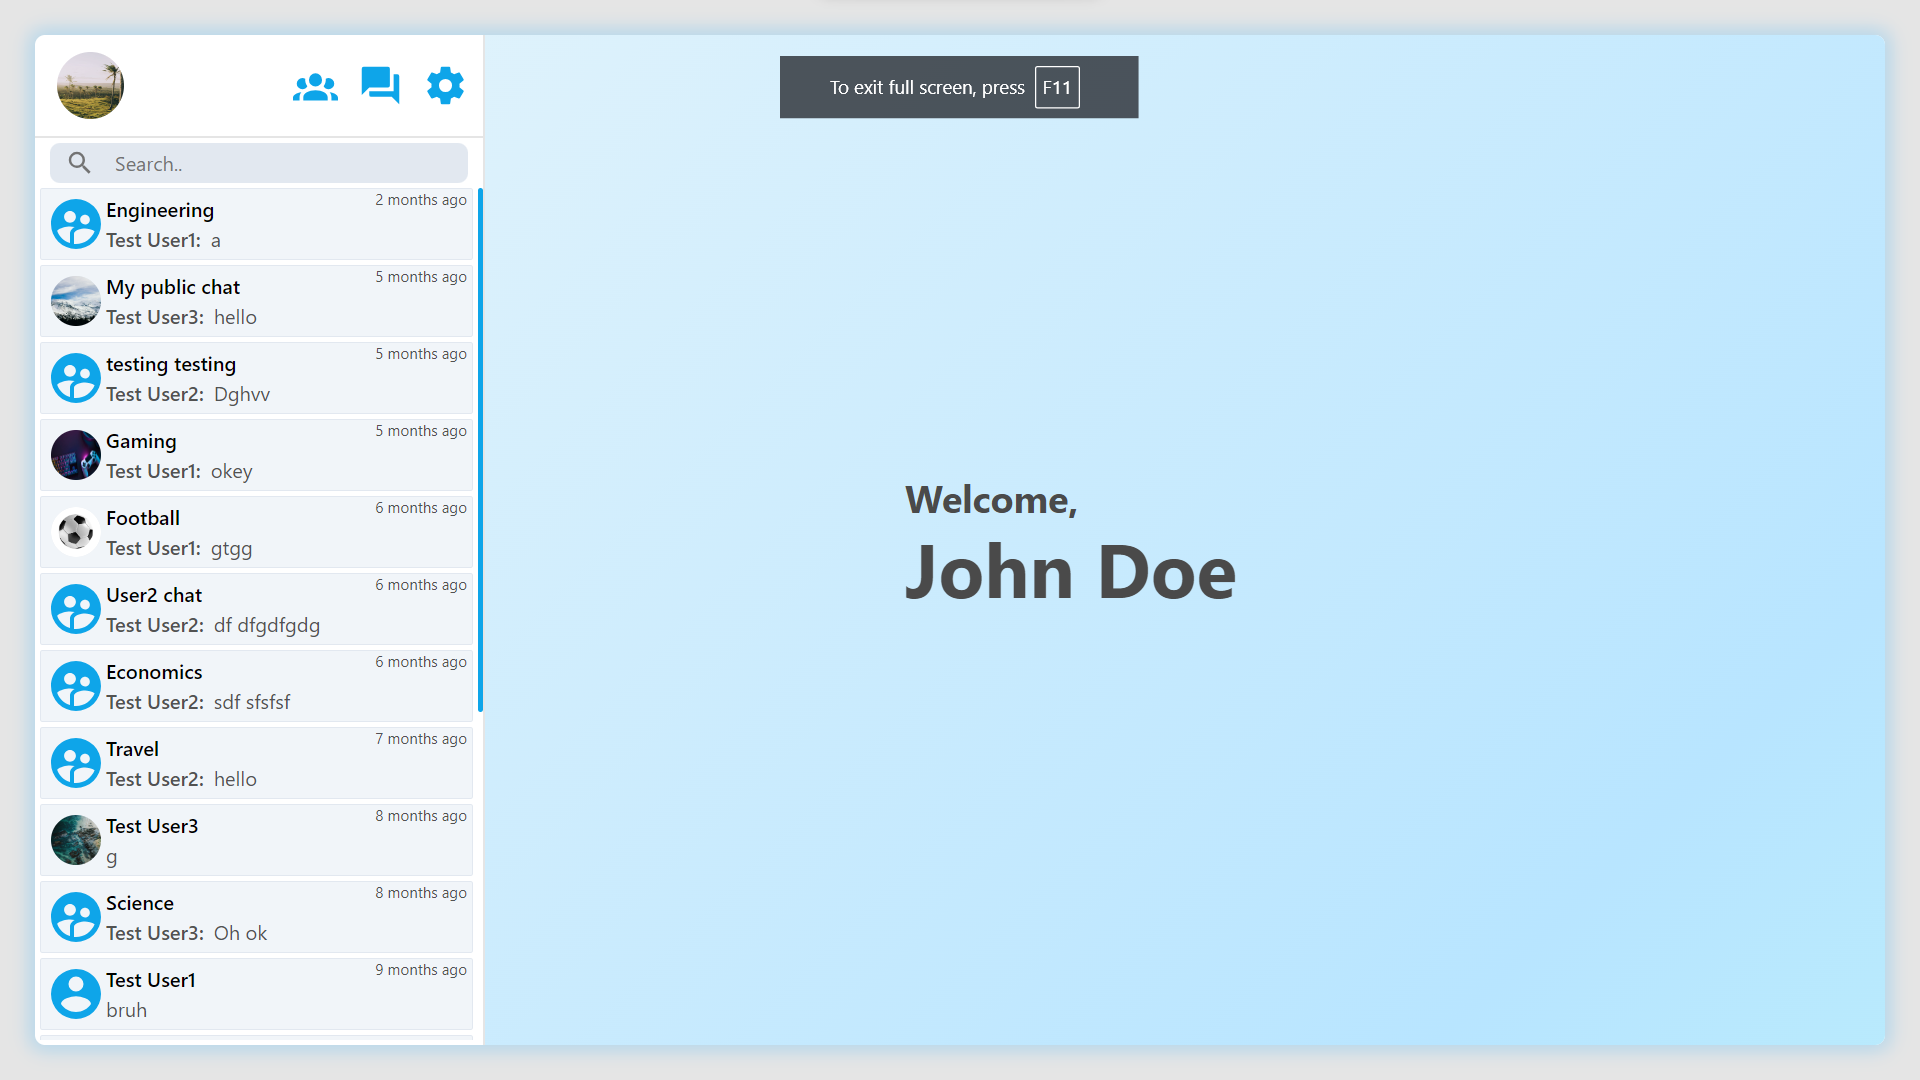 To exit full screen, press F11
Search..
Engineering
2 months ago
Test User1: a
My public chat
5 months ago
Test User3: hello
testing testing
5 months ago
Test User2: Dghvv
Gaming
5 months ago
Test User1: okey
Football
6 months ago
Test User1: gtgg
User2 chat
6 months ago
Test User2: df dfgdfgdg
Economics
6 months ago
Test User2: sdf sfsfsf
Travel
7 months ago
Test User2: hello
Test User3
8 months ago
g
Science
8 months ago
Test User3: Oh ok
Test User1
9 months ago
bruh
Welcome,
John Doe